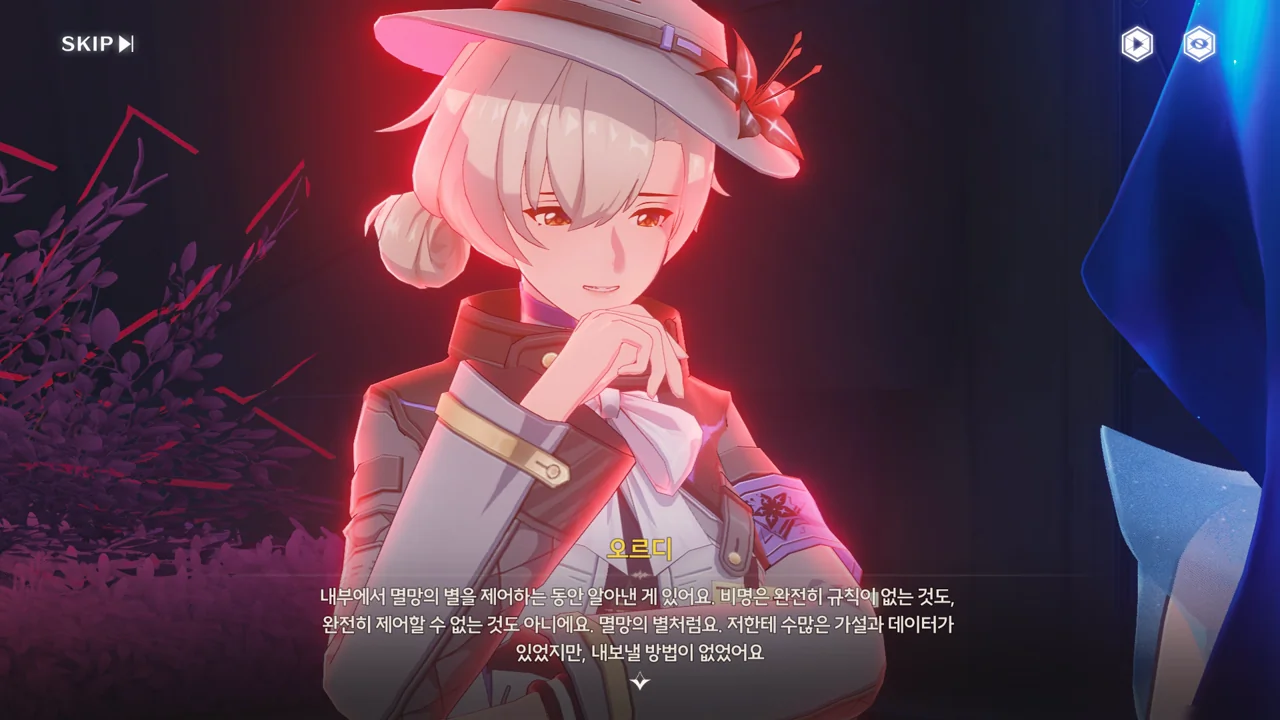 SKIP
오르디
내부에서 멸망의 별을 제어하는 동안 알아낸 게 있어요. 비명은 완전히 규칙이 없는 것도,
완전히 제어할 수 없는 것도 아니에요. 멸망의 별처럼요. 저한테 수많은 가설과 데이터가
있었지만, 내보낼 방법이 없었어요